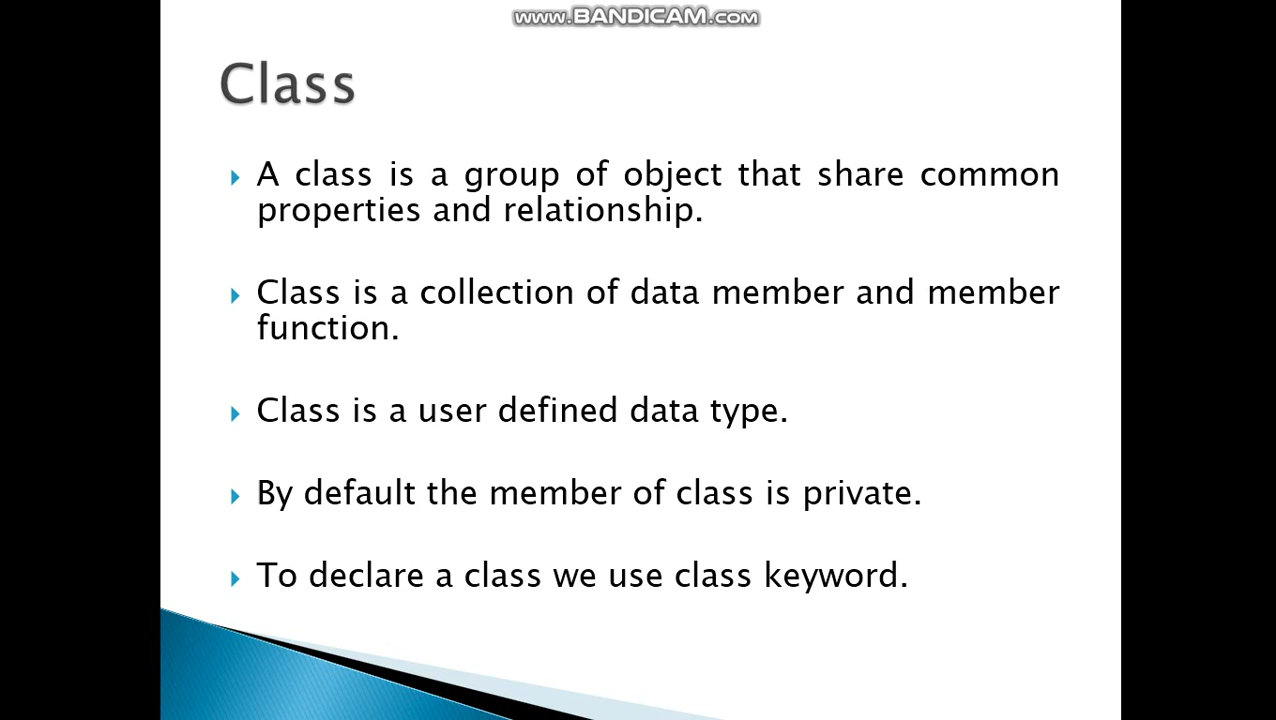 www.BANDICAM.com
Class
A class is a group of object that share common
properties and relationship.
Class is a collection of data member and member
function.
Class is a user defined data type.
By default the member of class is private.
To declare a class we use class keyword.